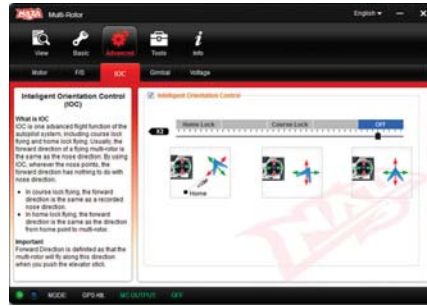 NAZA Multi-Rotor English
View Basic Advanced Tools Info
Motor F/S IOC Gimbal Voltage
Intelligent Orientation Control
(IOC)
What is IOC
IOC is one advanced flight function of the
autopilot system, including course lock
flying and home lock flying. Usually, the
forward direction of a flying multi-rotor is
the same as the nose direction. By using
IOC, wherever the nose points, the
forward direction has nothing to do with
nose direction.
• In course lock flying, the forward
direction is the same as a recorded
nose direction.
• In home lock flying, the forward
direction is the same as the direction
from home point to multi-rotor.
Important
Forward Direction is definited as that the
multi-rotor will fly along this direction
when you push the elevator stick.
Intelligent Orientation Control
Home Lock Course Lock OFF
X2
Home
MODE: GPS Att. MC OUTPUT: OFF